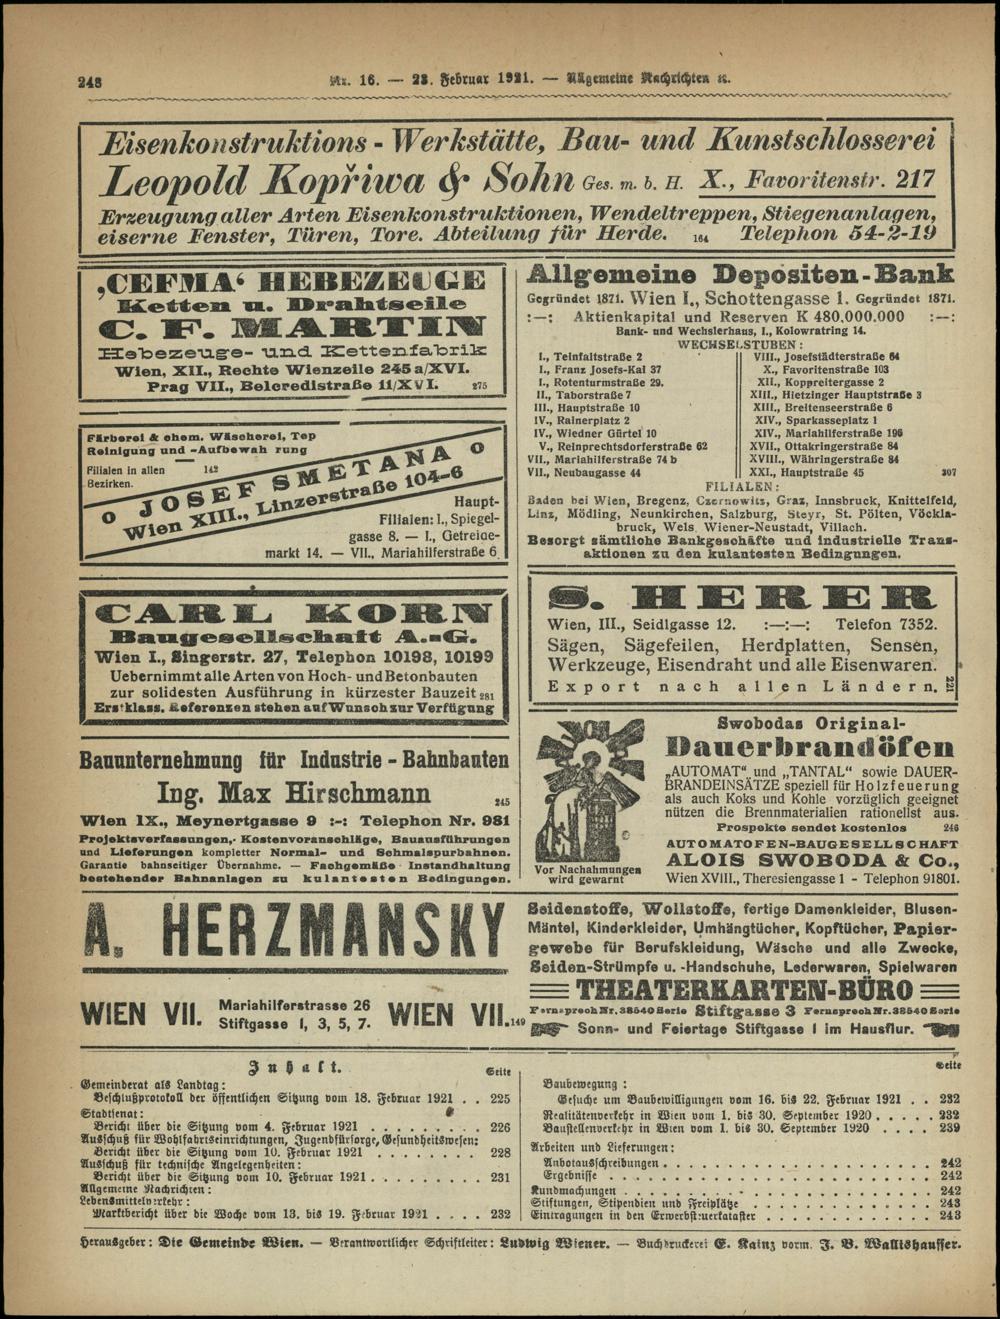 248
Nr. 16. — 23. Februar 1921. — Allgemeine Nachrichten ꝛc.
Eisenkonstruktions - Werkstätte, Bau- und Kunstschlosserei
Leopold Kopřiwa & Sohn Ges. m. b. H. X., Favoritenstr. 217
Erzeugung aller Arten Eisenkonstruktionen, Wendeltreppen, Stiegenanlagen,
eiserne Fenster, Türen, Tore. Abteilung für Herde. 164 Telephon 54-2-19
‚CEFMA‘ HEBEZEUGE
Ketten u. Drahtseile
C. F. MARTIN
Hebezeuge- und Kettenfabrik
Wien, XII., Rechte Wienzeile 245a/XVI.
Prag VII., Belcredistraße 11/XVI. 275
Färberei & chem. Wäscherei, Tep
Reinigung und -Aufbewah rung
Filialen in allen 142
Bezirken.
o JOSEF SMETANA o
Wien XIII., Linzerstraße 104-6
Haupt-
Filialen: I., Spiegel-
gasse 8. — I., Getreide-
markt 14. — VII., Mariahilferstraße 6.
CARL KORN
Baugesellschaft A.=G.
Wien I., Singerstr. 27, Telephon 10198, 10199
Uebernimmt alle Arten von Hoch- und Betonbauten
zur solidesten Ausführung in kürzester Bauzeit 281
Erstklass. Referenzen stehen auf Wunsch zur Verfügung
Bauunternehmung für Industrie - Bahnbauten
Ing. Max Hirschmann 245
Wien IX., Meynertgasse 9 :-: Telephon Nr. 981
Projektsverfassungen, Kostenvoranschläge, Bauausführungen
und Lieferungen kompletter Normal- und Schmalspurbahnen.
Garantie bahnseitiger Übernahme. — Fachgemäße Instandhaltung
bestehender Bahnanlagen zu kulantesten Bedingungen.
Allgemeine Depositen-Bank
Gegründet 1871. Wien I., Schottengasse 1. Gegründet 1871.
:—: Aktienkapital und Reserven K 480,000.000 :—:
Bank- und Wechslerhaus, I., Kolowratring 14.
WECHSELSTUBEN:
I., Teinfaltstraße 2
I., Franz Josefs-Kai 37
I., Rotenturmstraße 29.
II., Taborstraße 7
III., Hauptstraße 10
IV., Rainerplatz 2
IV., Wiedner Gürtel 10
V., Reinprechtsdorferstraße 62
VII., Mariahilferstraße 74 b
VII., Neubaugasse 44
VIII., Josefstädterstraße 64
X., Favoritenstraße 103
XII., Koppreitergasse 2
XIII., Hietzinger Hauptstraße 3
XIII., Breitenseerstraße 6
XIV., Sparkasseplatz 1
XIV., Mariahilferstraße 196
XVII., Ottakringerstraße 84
XVIII., Währingerstraße 84
XXI., Hauptstraße 45 307
FILIALEN:
Baden bei Wien, Bregenz, Czernowitz, Graz, Innsbruck, Knittelfeld,
Linz, Mödling, Neunkirchen, Salzburg, Steyr, St. Pölten, Vöckla-
bruck, Wels, Wiener-Neustadt, Villach.
Besorgt sämtliche Bankgeschäfte und industrielle Trans-
aktionen zu den kulantesten Bedingungen.
S. HERER
Wien, III., Seidlgasse 12. :—:—: Telefon 7352.
Sägen, Sägefeilen, Herdplatten, Sensen,
Werkzeuge, Eisendraht und alle Eisenwaren.
Export nach allen Ländern. 221
Vor Nachahmungen
wird gewarnt
Swobodas Original-
Dauerbrandöfen
„AUTOMAT“ und „TANTAL“ sowie DAUER-
BRANDEINSÄTZE speziell für Holzfeuerung
als auch Koks und Kohle vorzüglich geeignet
nützen die Brennmaterialien rationellst aus.
Prospekte sendet kostenlos 246
AUTOMATOFEN-BAUGESELLSCHAFT
ALOIS SWOBODA & Co.,
Wien XVIII., Theresiengasse 1 - Telephon 91801.
A. HERZMANSKY
WIEN VII. Mariahilferstrasse 26
Stiftgasse 1, 3, 5, 7. WIEN VII. 149
Seidenstoffe, Wollstoffe, fertige Damenkleider, Blusen-
Mäntel, Kinderkleider, Umhängtücher, Kopftücher, Papier-
gewebe für Berufskleidung, Wäsche und alle Zwecke,
Seiden-Strümpfe u. -Handschuhe, Lederwaren, Spielwaren
THEATERKARTEN-BÜRO
Fernsprech Nr. 38540 Serie Stiftgasse 3 Fernsprech Nr. 38540 Serie
Sonn- und Feiertage Stiftgasse 1 im Hausflur.
Inhalt.
Seite
Gemeinderat als Landtag:
Beschlußprotokoll der öffentlichen Sitzung vom 18. Februar 1921 . . 225
Stadtsenat:
Bericht über die Sitzung vom 4. Februar 1921 . . . . . . . . 226
Ausschuß für Wohlfahrtseinrichtungen, Jugendfürsorge, Gesundheitswesen:
Bericht über die Sitzung vom 10. Februar 1921 . . . . . . . . 228
Ausschuß für technische Angelegenheiten:
Bericht über die Sitzung vom 10. Februar 1921 . . . . . . . . 231
Allgemeine Nachrichten:
Lebensmittelverkehr:
Marktbericht über die Woche vom 13. bis 19. Februar 1921 . . . . 232
Seite
Baubewegung:
Gesuche um Baubewilligungen vom 16. bis 22. Februar 1921 . . 232
Realitätenverkehr in Wien vom 1. bis 30. September 1920 . . . . . 232
Baustellenverkehr in Wien vom 1. bis 30. September 1920 . . . . 239
Arbeiten und Lieferungen:
Anbotausschreibungen . . . . . . . . 242
Ergebnisse . . . . . . . . 242
Kundmachungen . . . . . . . . 242
Stiftungen, Stipendien und Freiplätze . . . . . . . . 243
Eintragungen in den Erwerbsteuerkataster . . . . . . . . 243
Herausgeber: Die Gemeinde Wien. — Verantwortlicher Schriftleiter: Ludwig Wiener. — Buchdruckerei E. Kainz vorm. J. B. Wallishausser.